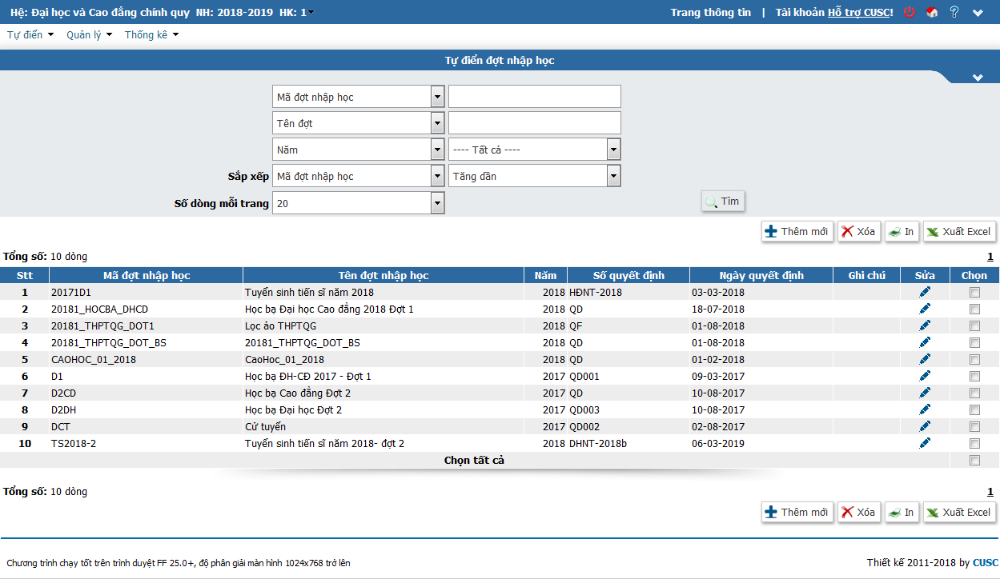 Hệ: Đại học và Cao đẳng chính quy NH: 2018-2019 HK: 1 Trang thông tin | Tài khoản Hỗ trợ CUSC!
Tự điển Quản lý Thống kê
Tự điển đợt nhập học
Mã đợt nhập học
Tên đợt
Năm ---- Tất cả ----
Sắp xếp Mã đợt nhập học Tăng dần
Số dòng mỗi trang 20 Tìm
Thêm mới Xóa In Xuất Excel
Tổng số: 10 dòng 1
Stt Mã đợt nhập học Tên đợt nhập học Năm Số quyết định Ngày quyết định Ghi chú Sửa Chọn
1 20171D1 Tuyển sinh tiến sĩ năm 2018 2018 HĐNT-2018 03-03-2018
2 20181_HOCBA_DHCD Học bạ Đại học Cao đẳng 2018 Đợt 1 2018 QD 18-07-2018
3 20181_THPTQG_DOT1 Lọc ảo THPTQG 2018 QF 01-08-2018
4 20181_THPTQG_DOT_BS 20181_THPTQG_DOT_BS 2018 QD 01-08-2018
5 CAOHOC_01_2018 CaoHoc_01_2018 2018 QD 01-02-2018
6 D1 Học bạ ĐH-CĐ 2017 - Đợt 1 2017 QD001 09-03-2017
7 D2CD Học bạ Cao đẳng Đợt 2 2017 QD 10-08-2017
8 D2DH Học bạ Đại học Đợt 2 2017 QD003 10-08-2017
9 DCT Cử tuyển 2017 QD002 02-08-2017
10 TS2018-2 Tuyển sinh tiến sĩ năm 2018- đợt 2 2018 DHNT-2018b 06-03-2019
Chọn tất cả
Tổng số: 10 dòng 1
Thêm mới Xóa In Xuất Excel
Chương trình chạy tốt trên trình duyệt FF 25.0+, độ phân giải màn hình 1024x768 trở lên Thiết kế 2011-2018 by CUSC